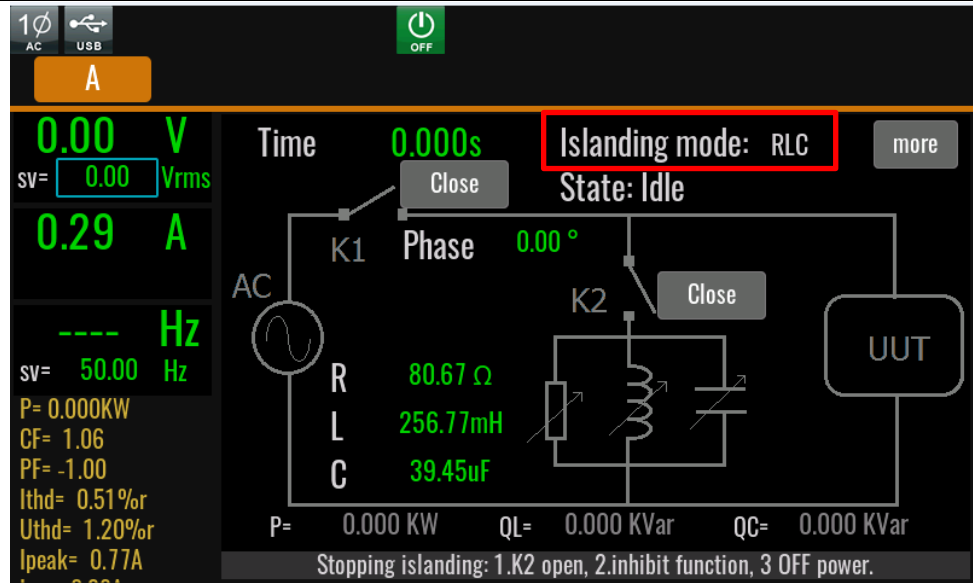 1Ø
AC
USB
OFF
A
0.00 V
sv= 0.00 Vrms
0.29 A
---- Hz
sv= 50.00 Hz
P= 0.000KW
CF= 1.06
PF= -1.00
Ithd= 0.51%r
Uthd= 1.20%r
Ipeak= 0.77A
Time 0.000s
Islanding mode: RLC
more
Close
State: Idle
K1
Phase 0.00 °
AC
K2
Close
UUT
R 80.67 Ω
L 256.77mH
C 39.45uF
P= 0.000 KW QL= 0.000 KVar QC= 0.000 KVar
Stopping islanding: 1.K2 open, 2.inhibit function, 3 OFF power.